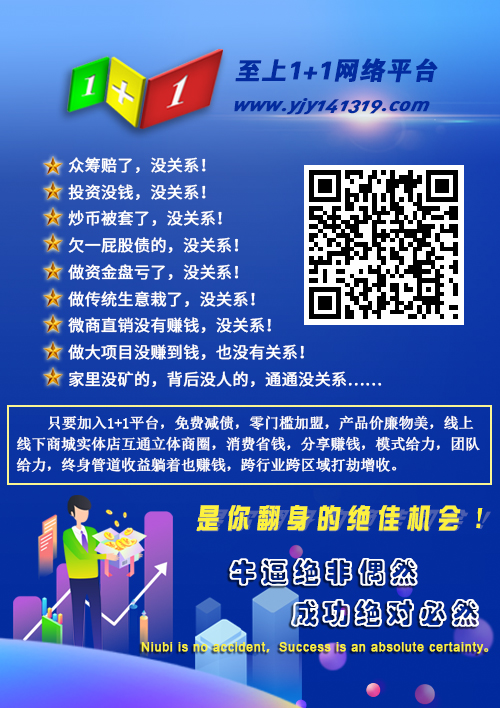 1+1
至上1+1网络平台
www.yjy141319.com
众筹赔了，没关系！
投资没钱，没关系！
炒币被套了，没关系！
欠一屁股债的，没关系！
做资金盘亏了，没关系！
做传统生意栽了，没关系！
微商直销没有赚钱，没关系！
做大项目没赚到钱，也没有关系！
家里没矿的，背后没人的，通通没关系……
只要加入1+1平台，免费减债，零门槛加盟，产品价廉物美，线上
线下商城实体店互通立体商圈，消费省钱，分享赚钱，模式给力，团队
给力，终身管道收益躺着也赚钱，跨行业跨区域打劫增收。
是你翻身的绝佳机会！
牛逼绝非偶然
成功绝对必然
Niubi is no accident，Success is an absolute certainty。